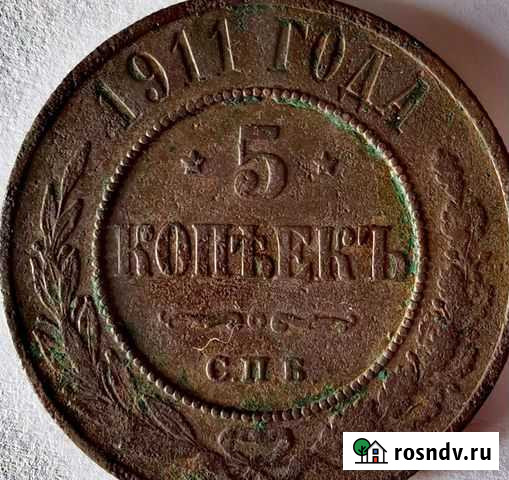 1911 ГОДА
5
КОПѢЕКЪ
С.П.Б.
rosndv.ru